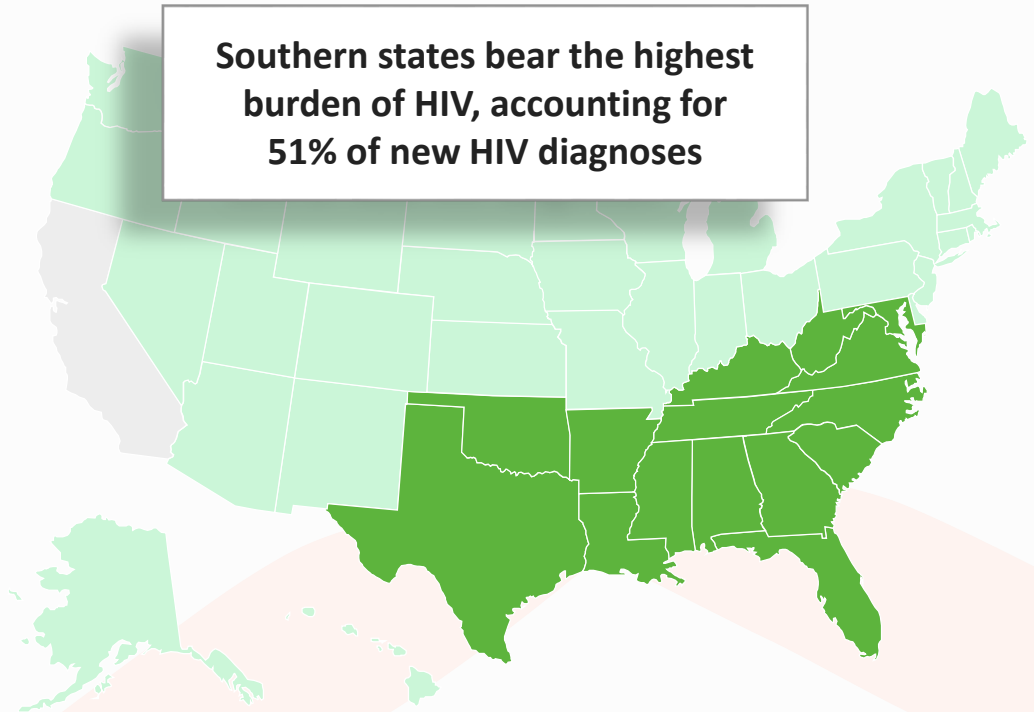 Southern states bear the highest
burden of HIV, accounting for
51% of new HIV diagnoses